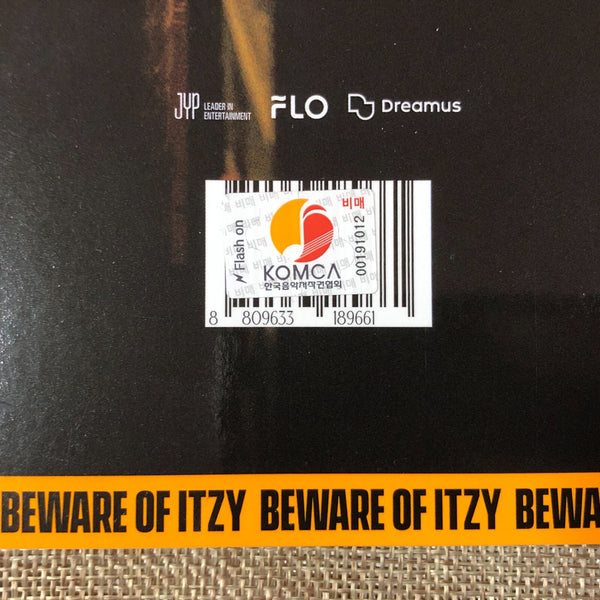 JYP LEADER IN ENTERTAINMENT FLO Dreamus
비매
Flash on
00191012
KOMCA
한국음악저작권협회
8 809633 189661
BEWARE OF ITZY BEWARE OF ITZY BEWA